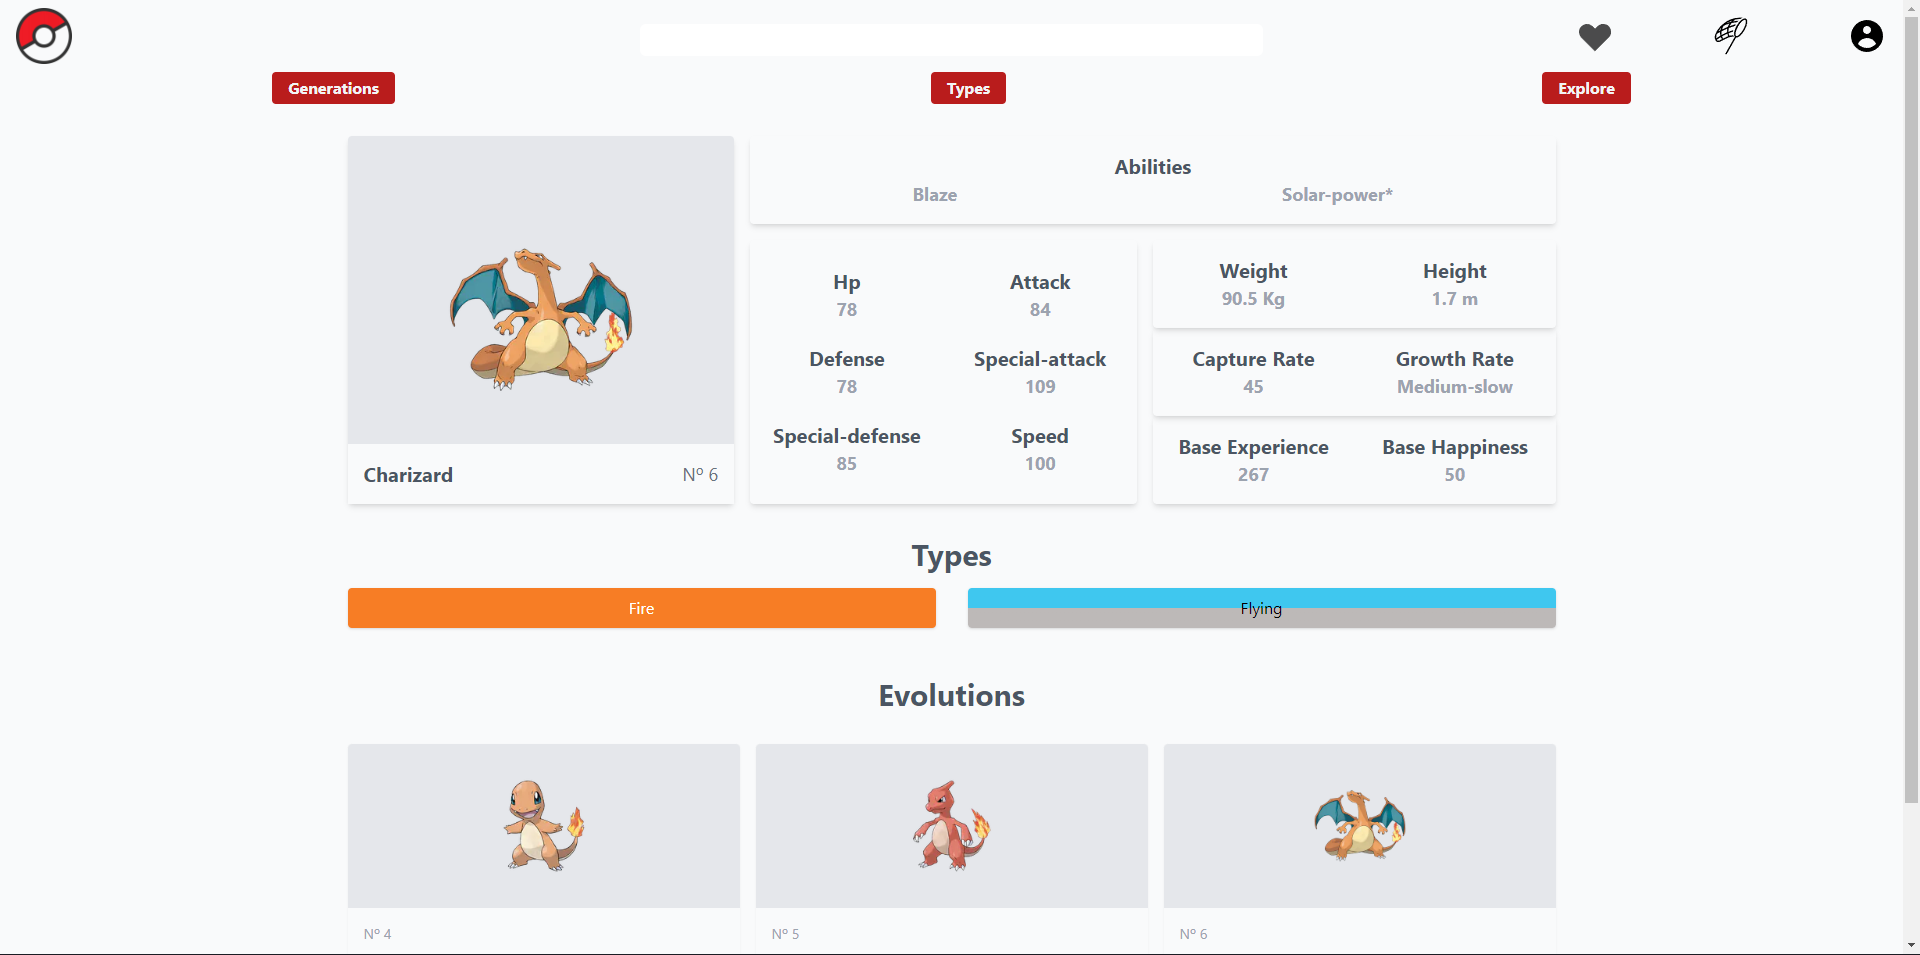 Generations
Types
Explore
Abilities
Blaze
Solar-power*
Hp
78
Attack
84
Defense
78
Special-attack
109
Special-defense
85
Speed
100
Weight
90.5 Kg
Height
1.7 m
Capture Rate
45
Growth Rate
Medium-slow
Base Experience
267
Base Happiness
50
Charizard
Nº 6
Types
Fire
Flying
Evolutions
Nº 4
Nº 5
Nº 6